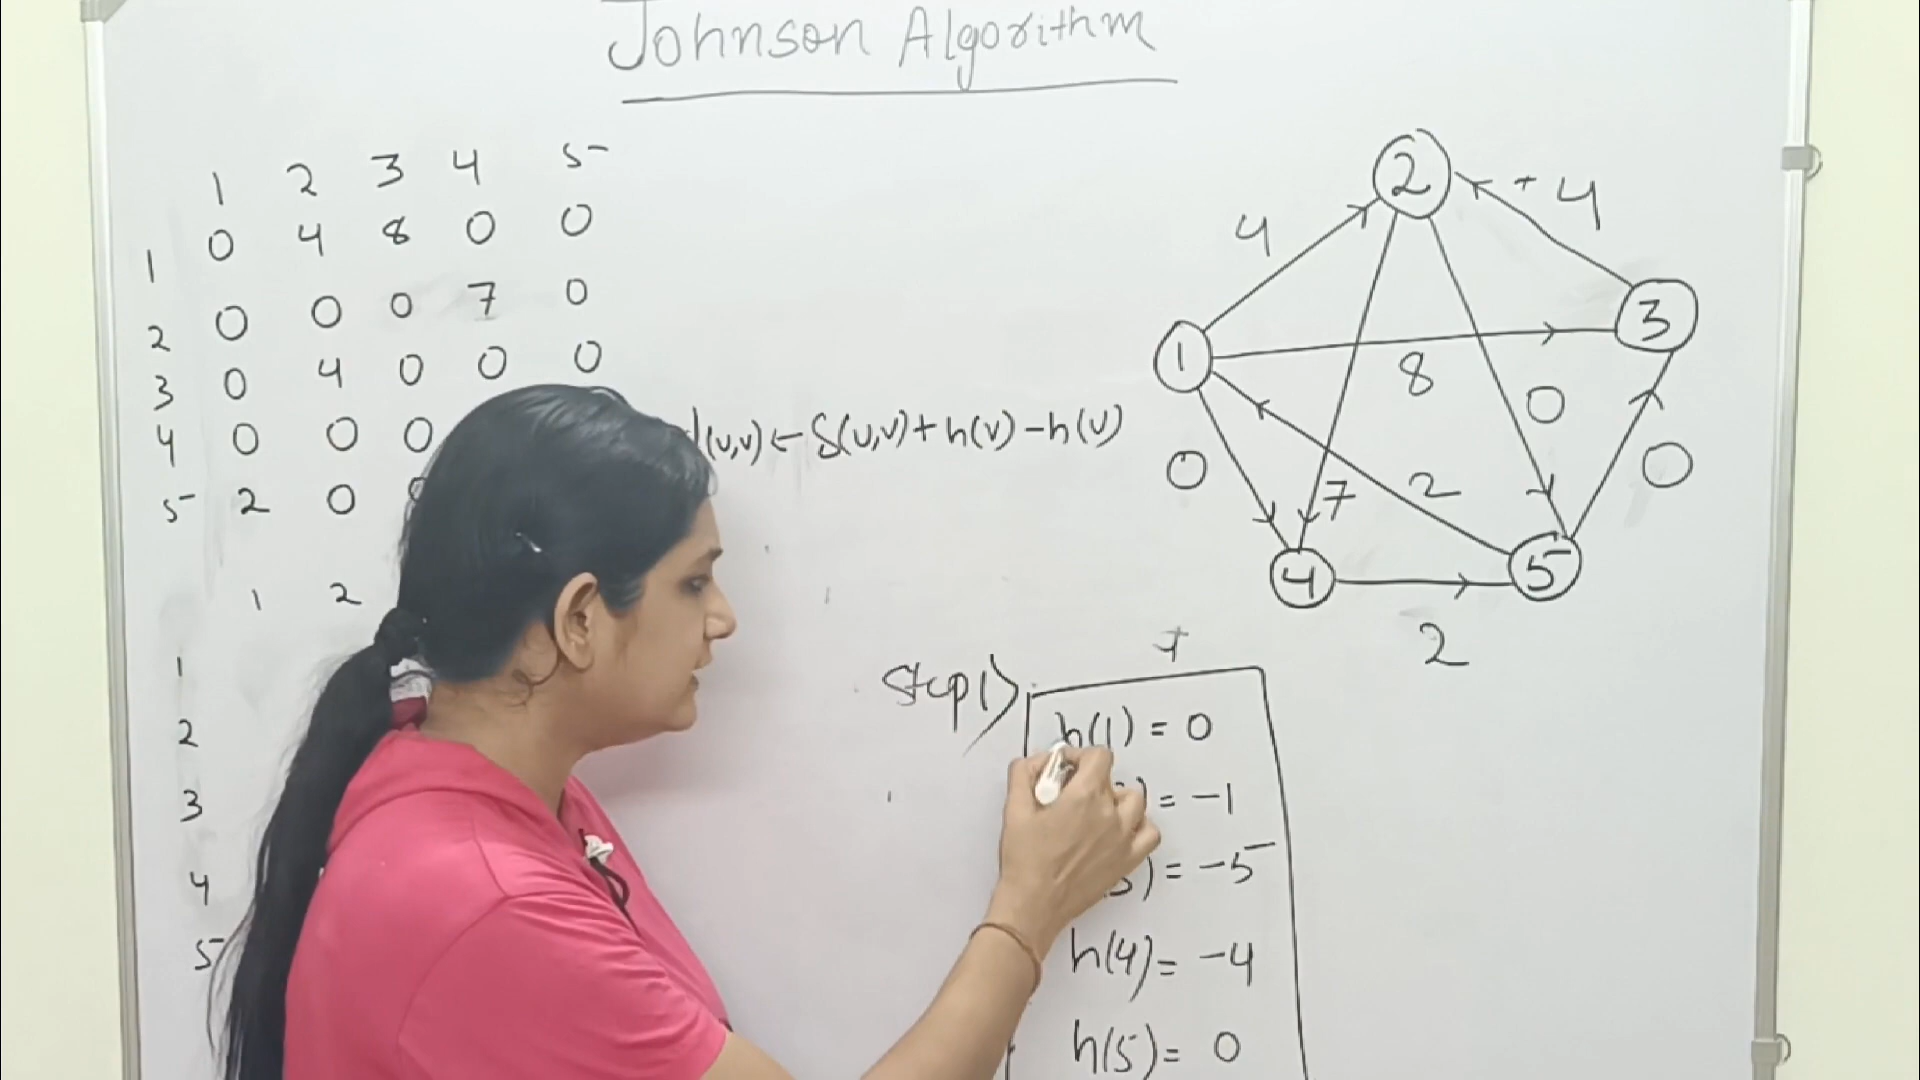 Johnson Algorithm
1 2 3 4 5
1 0 4 8 0 0
2 0 0 0 7 0
3 0 4 0 0 0
4 0 0 0
5 2 0
(u,v) ← δ(u,v) + h(v) - h(v)
1 2
1
2
3
4
5
2
4
+ 4
3
1
8
0
0
7
2
0
4
5
2
Step 1)
h(1) = 0
) = -1
) = -5
h(4) = -4
h(5) = 0